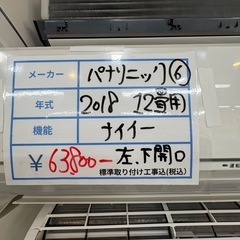 メーカー パナソニック⑥
年式 2018 12畳用
機能 ナイイー
¥63800- 左、下開口
標準取り付け工事込(税込)